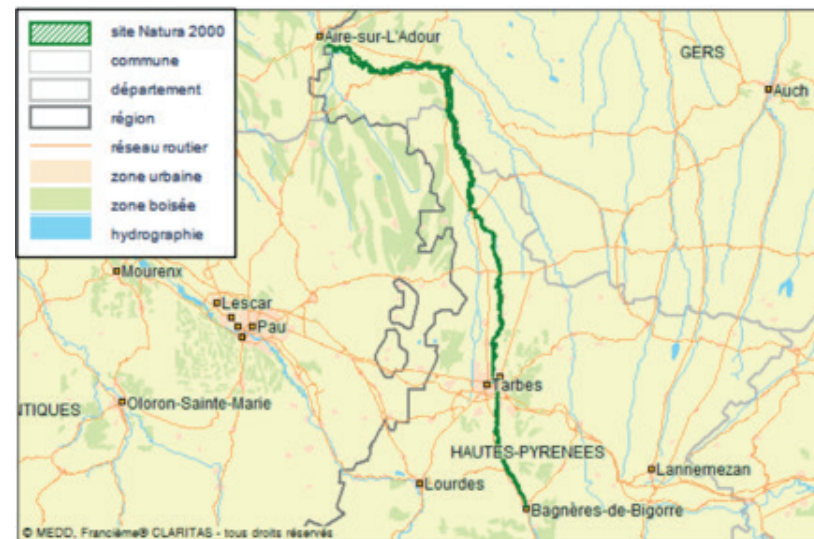 site Natura 2000
commune
département
région
réseau routier
zone urbaine
zone boisée
hydrographie
Aire-sur-L'Adour
GERS
Auch
Mourenx
Lescar
Pau
Tarbes
Oloron-Sainte-Marie
NTIQUES
HAUTES-PYRENEES
Lannemezan
Lourdes
Bagnères-de-Bigorre
© MEDD, Francième® CLARITAS - tous droits réservés